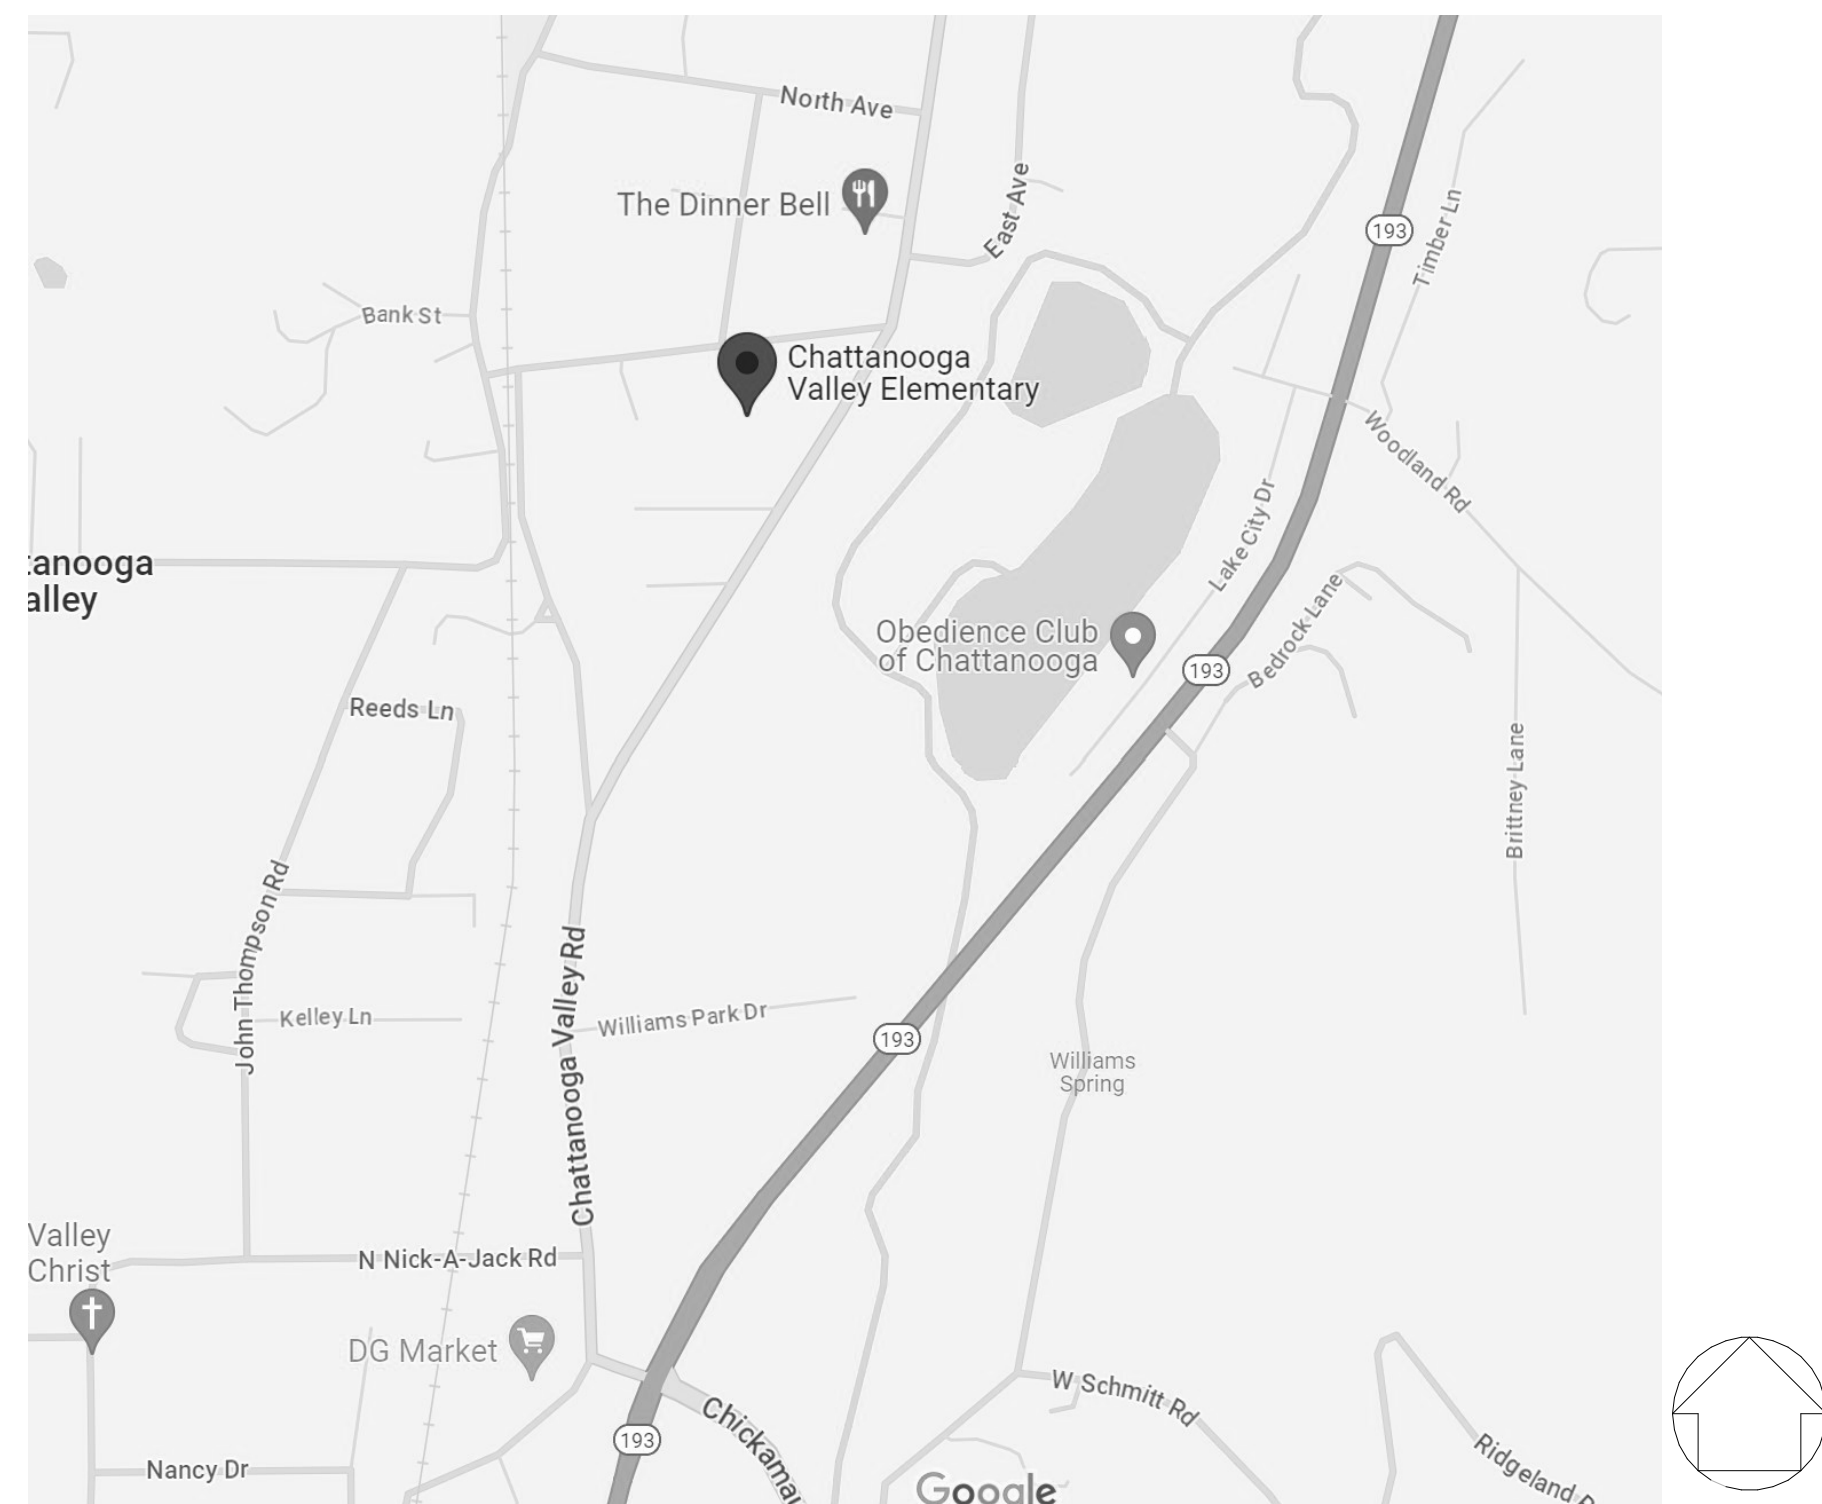 North Ave
The Dinner Bell
East Ave
193
Timber Ln
Bank St
Chattanooga
Valley Elementary
Woodland Rd
Lake City Dr
tanooga
alley
Bedrock Lane
Obedience Club
of Chattanooga
193
Reeds Ln
Brittney Lane
John Thompson Rd
Chattanooga Valley Rd
Kelley Ln
Williams Park Dr
193
Williams
Spring
Valley
Christ
N Nick-A-Jack Rd
DG Market
W Schmitt Rd
Chickamau
193
Nancy Dr
Ridgeland D
Google